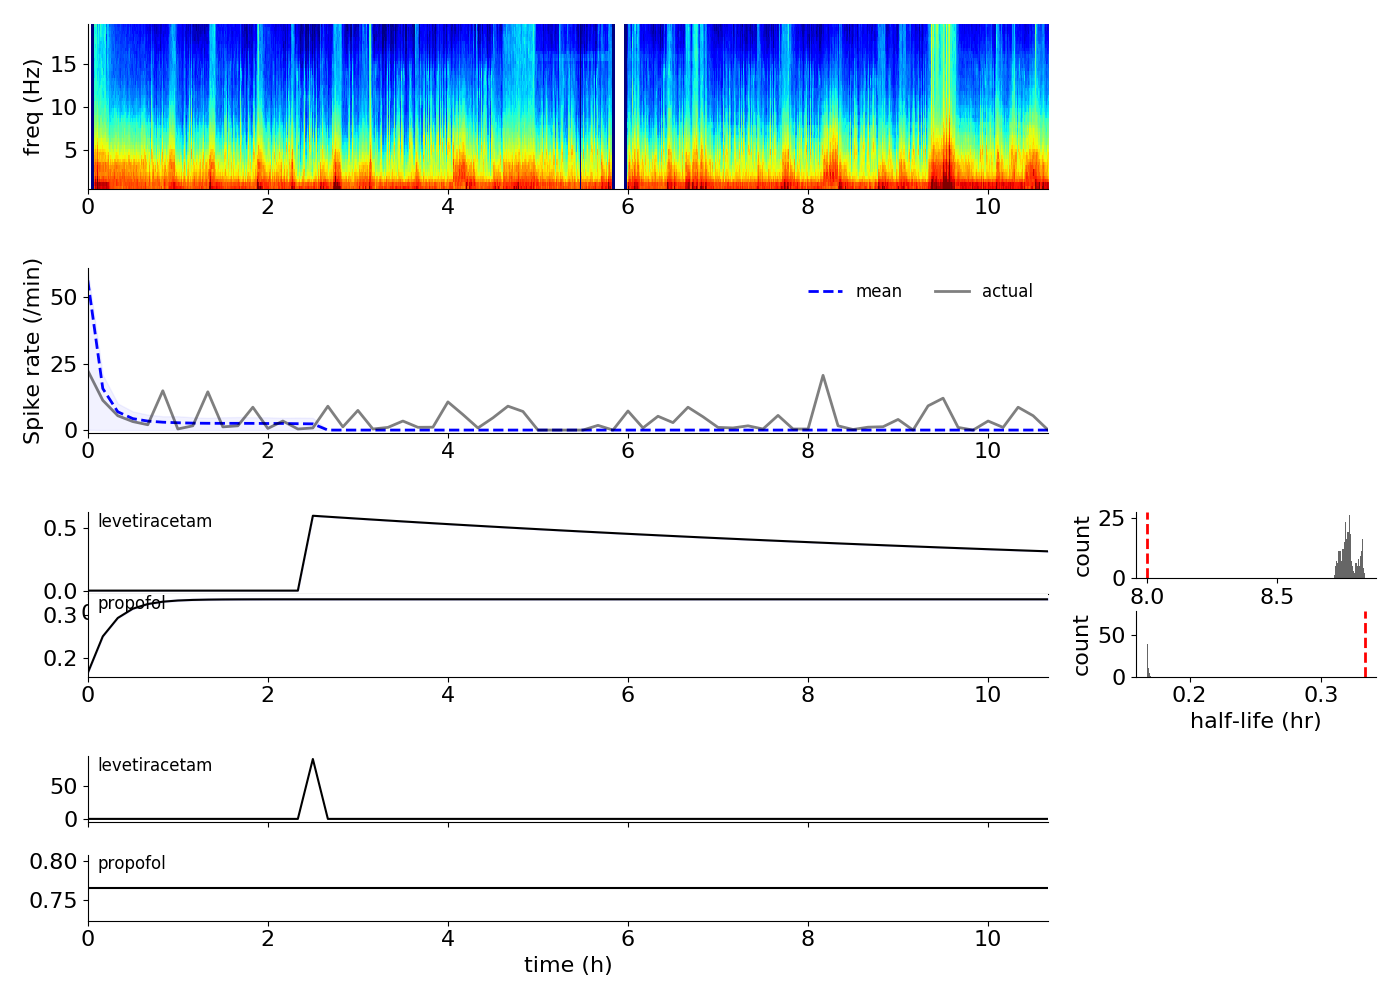 freq (Hz)
15
10
5
0 2 4 6 8 10
Spike rate (/min)
50
25
0
mean actual
0 2 4 6 8 10
levetiracetam
0.5
0.0
propofol
0.3
0.2
0 2 4 6 8 10
count
25
0
8.0 8.5
count
50
0
0.2 0.3
half-life (hr)
levetiracetam
50
0
propofol
0.80
0.75
0 2 4 6 8 10
time (h)